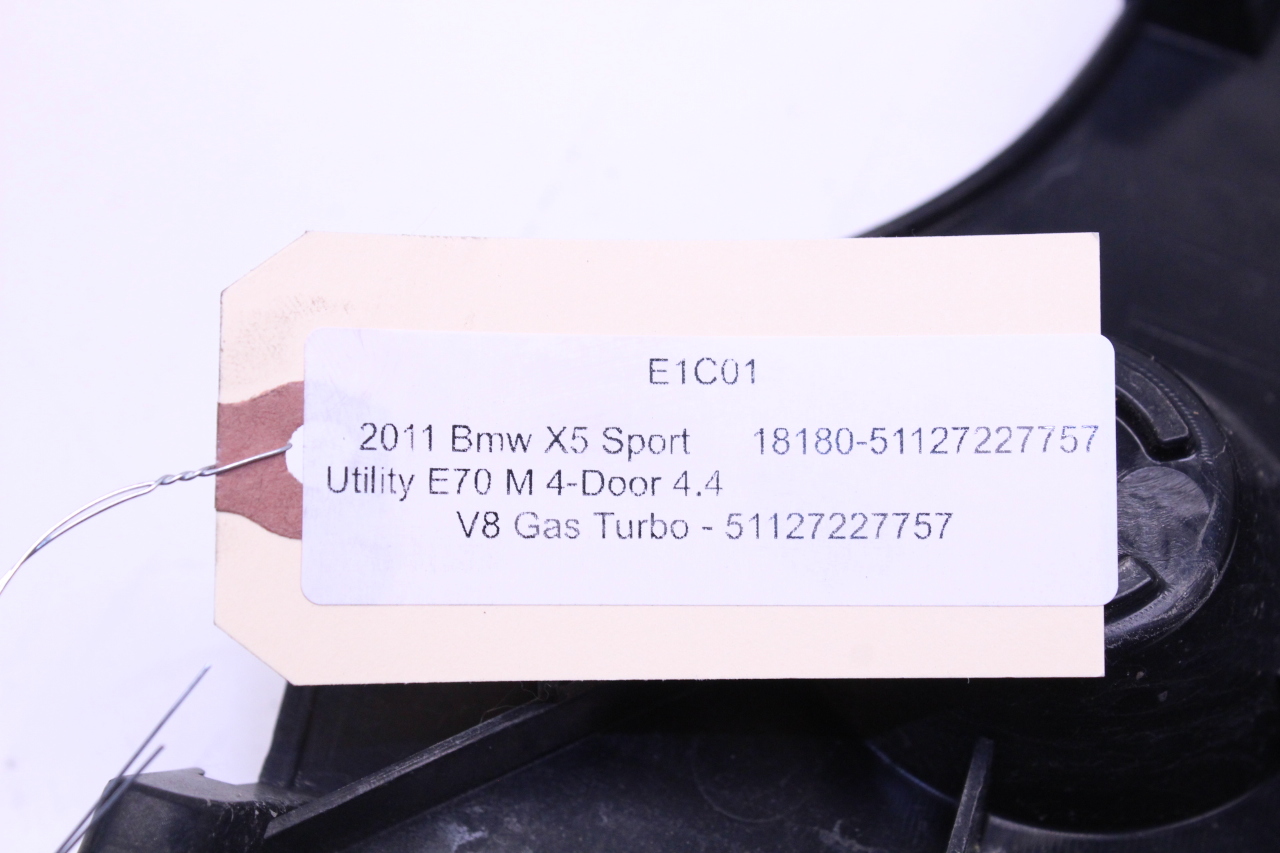 E1C01
2011 Bmw X5 Sport 18180-51127227757
Utility E70 M 4-Door 4.4
V8 Gas Turbo - 51127227757